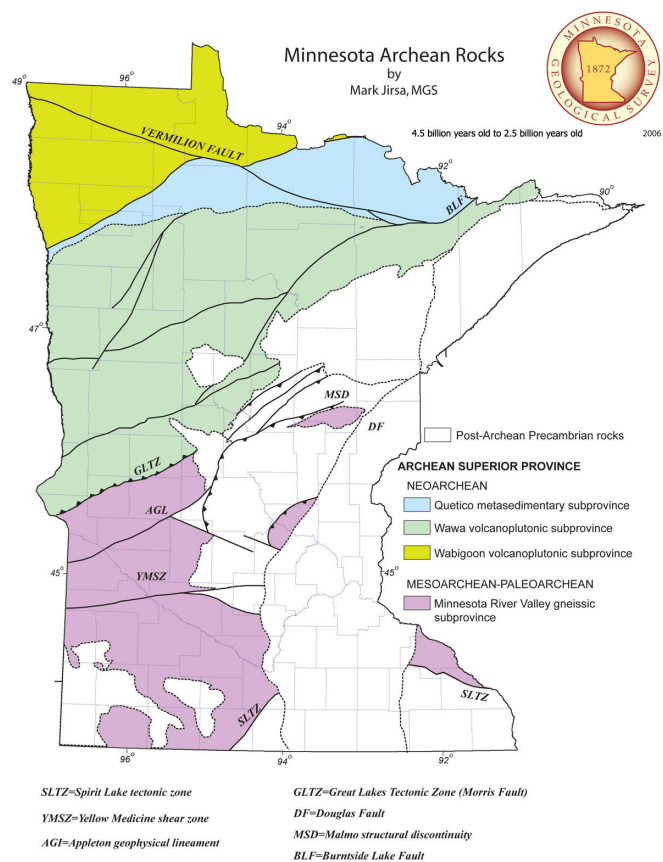 Minnesota Archean Rocks
by
Mark Jirsa, MGS
MINNESOTA
GEOLOGICAL SURVEY
1872
4.5 billion years old to 2.5 billion years old
2006
49°
96°
94°
92°
90°
VERMILION FAULT
BLF
47°
MSD
DF
GLTZ
AGL
YMSZ
45°
SLTZ
SLTZ
96°
94°
92°
Post-Archean Precambrian rocks
ARCHEAN SUPERIOR PROVINCE
NEOARCHEAN
Quetico metasedimentary subprovince
Wawa volcanoplutonic subprovince
Wabigoon volcanoplutonic subprovince
MESOARCHEAN-PALEOARCHEAN
Minnesota River Valley gneissic
subprovince
SLTZ=Spirit Lake tectonic zone
YMSZ=Yellow Medicine shear zone
AGI=Appleton geophysical lineament
GLTZ=Great Lakes Tectonic Zone (Morris Fault)
DF=Douglas Fault
MSD=Malmo structural discontinuity
BLF=Burntside Lake Fault